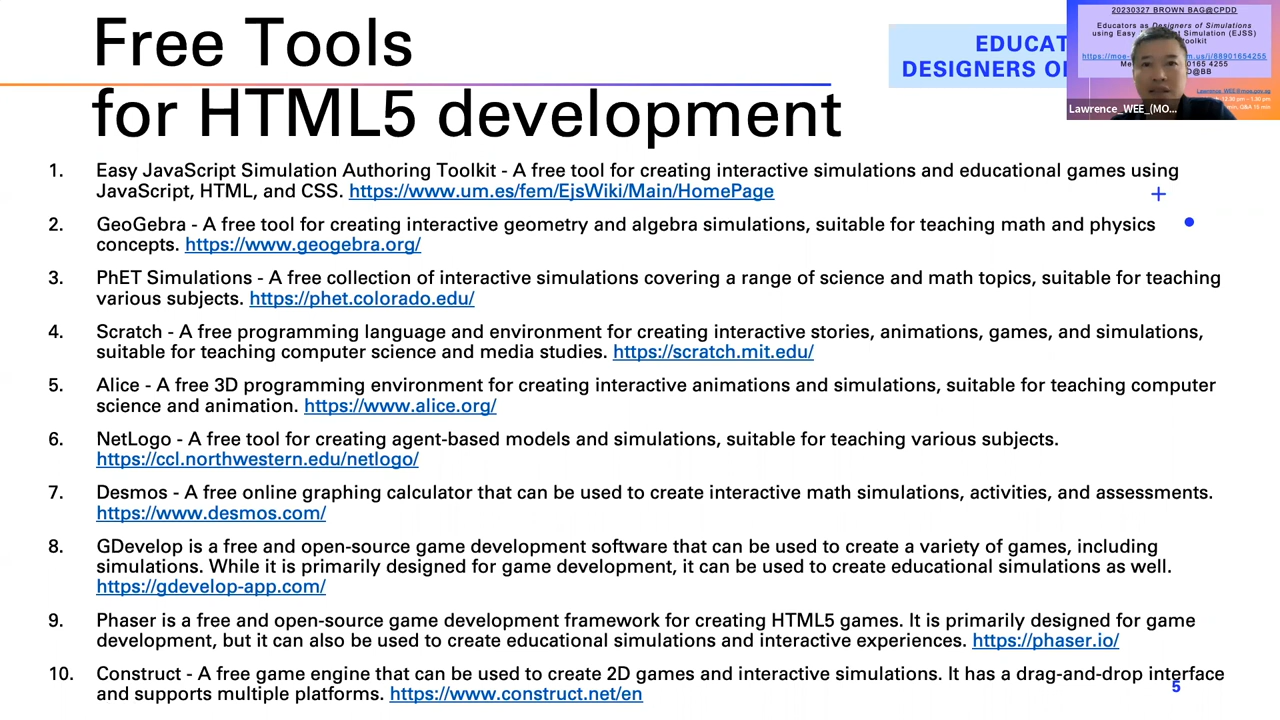 Free Tools
for HTML5 development
EDUCAT
DESIGNERS O
20230327 BROWN BAG@CPDD
Educators as Designers of Simulations
using Easy Simulation (EJSS)
Lawrence_WEE_(MO...
1. Easy JavaScript Simulation Authoring Toolkit - A free tool for creating interactive simulations and educational games using
JavaScript, HTML, and CSS. https://www.um.es/fem/EjsWiki/Main/HomePage
2. GeoGebra - A free tool for creating interactive geometry and algebra simulations, suitable for teaching math and physics
concepts. https://www.geogebra.org/
3. PhET Simulations - A free collection of interactive simulations covering a range of science and math topics, suitable for teaching
various subjects. https://phet.colorado.edu/
4. Scratch - A free programming language and environment for creating interactive stories, animations, games, and simulations,
suitable for teaching computer science and media studies. https://scratch.mit.edu/
5. Alice - A free 3D programming environment for creating interactive animations and simulations, suitable for teaching computer
science and animation. https://www.alice.org/
6. NetLogo - A free tool for creating agent-based models and simulations, suitable for teaching various subjects.
https://ccl.northwestern.edu/netlogo/
7. Desmos - A free online graphing calculator that can be used to create interactive math simulations, activities, and assessments.
https://www.desmos.com/
8. GDevelop is a free and open-source game development software that can be used to create a variety of games, including
simulations. While it is primarily designed for game development, it can be used to create educational simulations as well.
https://gdevelop-app.com/
9. Phaser is a free and open-source game development framework for creating HTML5 games. It is primarily designed for game
development, but it can also be used to create educational simulations and interactive experiences. https://phaser.io/
10. Construct - A free game engine that can be used to create 2D games and interactive simulations. It has a drag-and-drop interface
and supports multiple platforms. https://www.construct.net/en
5